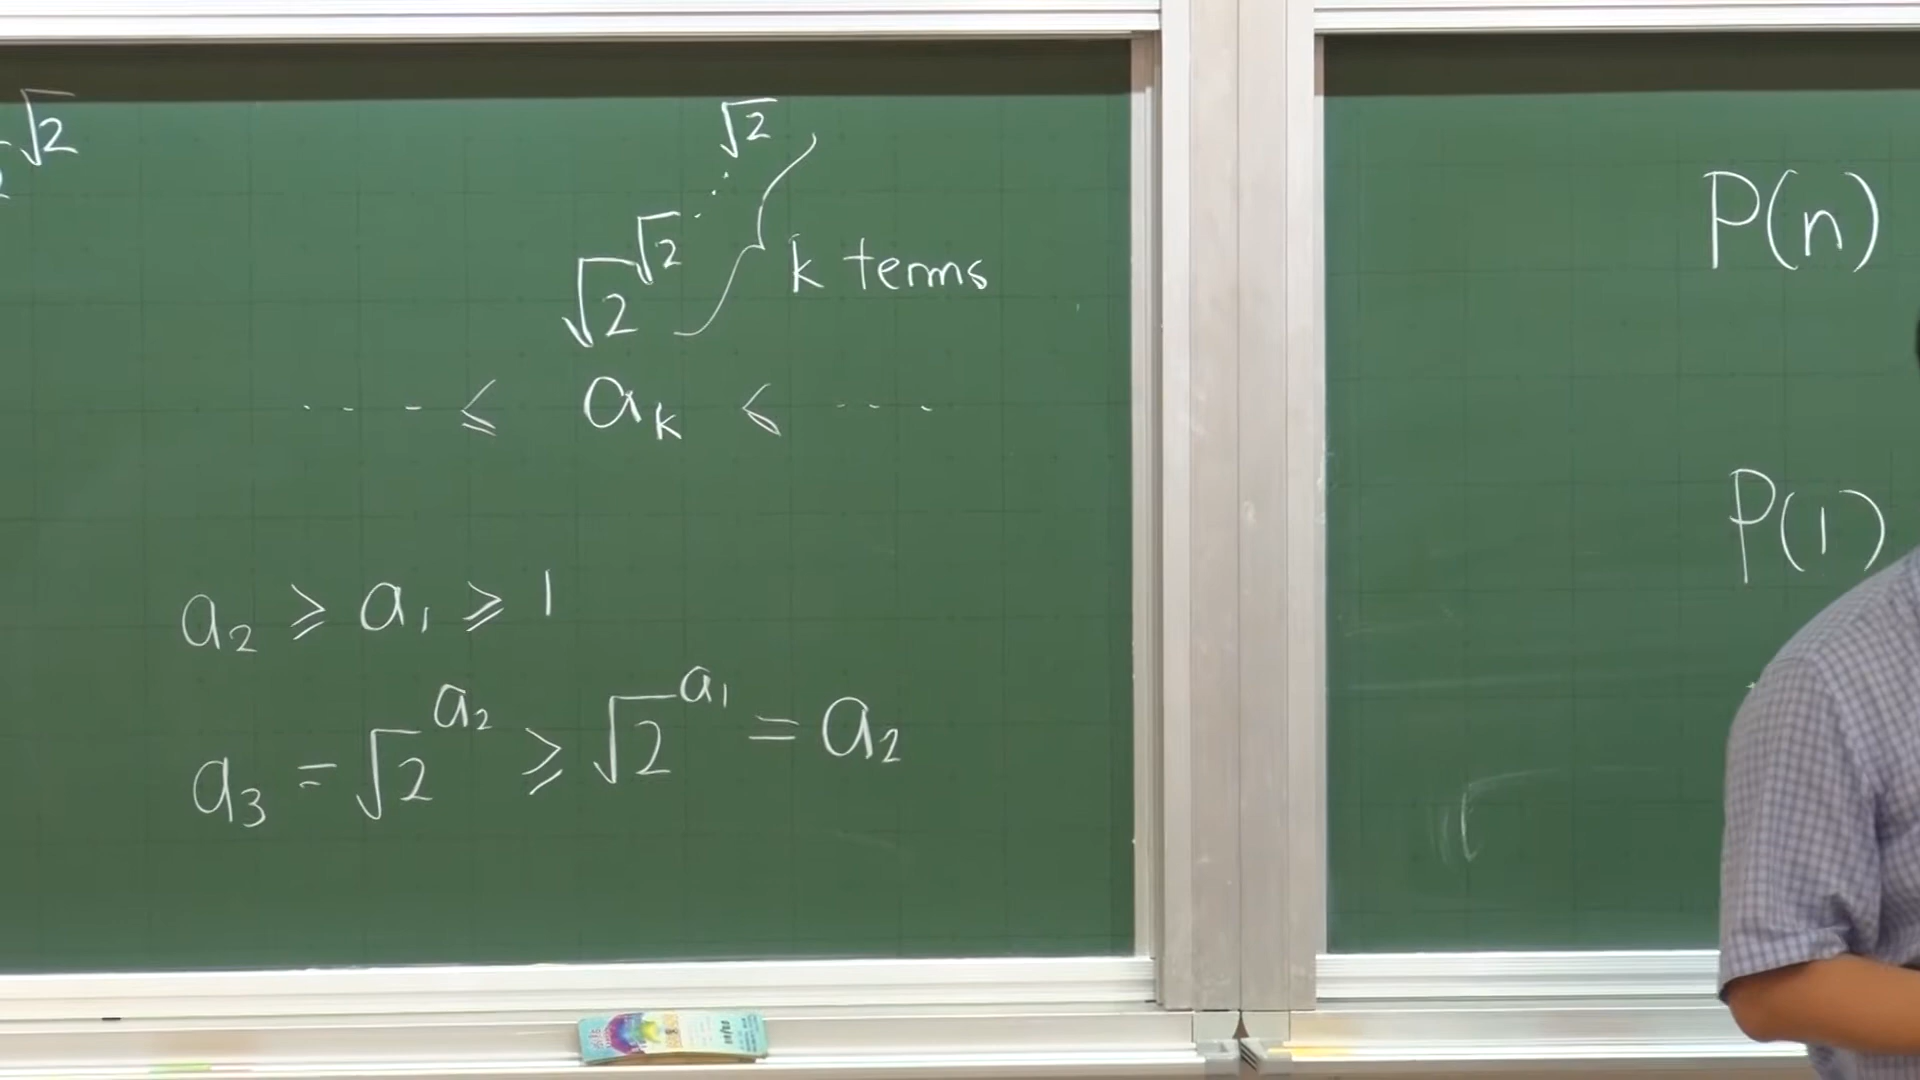 √2
√2^√2^⋰^√2 k terms
.... ≤ a_k < ....
a_2 ≥ a_1 ≥ 1
a_3 = √2^a_2 ≥ √2^a_1 = a_2
P(n)
P(1)